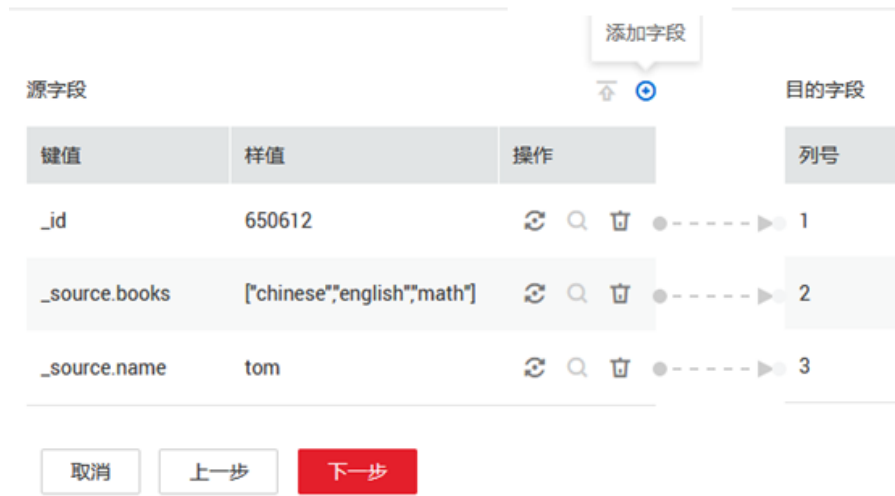 添加字段
源字段 目的字段
键值 样值 操作 列号
_id 650612 1
_source.books ["chinese","english","math"] 2
_source.name tom 3
取消 上一步 下一步